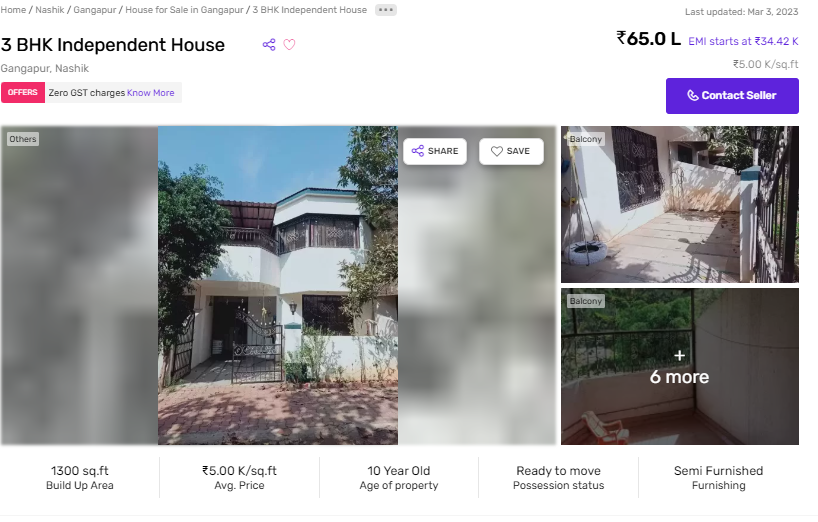 Home / Nashik / Gangapur / House for Sale in Gangapur / 3 BHK Independent House
Last updated: Mar 3, 2023
3 BHK Independent House
₹65.0 L EMI starts at ₹34.42 K
Gangapur, Nashik
₹5.00 K/sq.ft
OFFERS Zero GST charges Know More
Contact Seller
Others
SHARE
SAVE
Balcony
Balcony
+
6 more
1300 sq.ft
Build Up Area
₹5.00 K/sq.ft
Avg. Price
10 Year Old
Age of property
Ready to move
Possession status
Semi Furnished
Furnishing